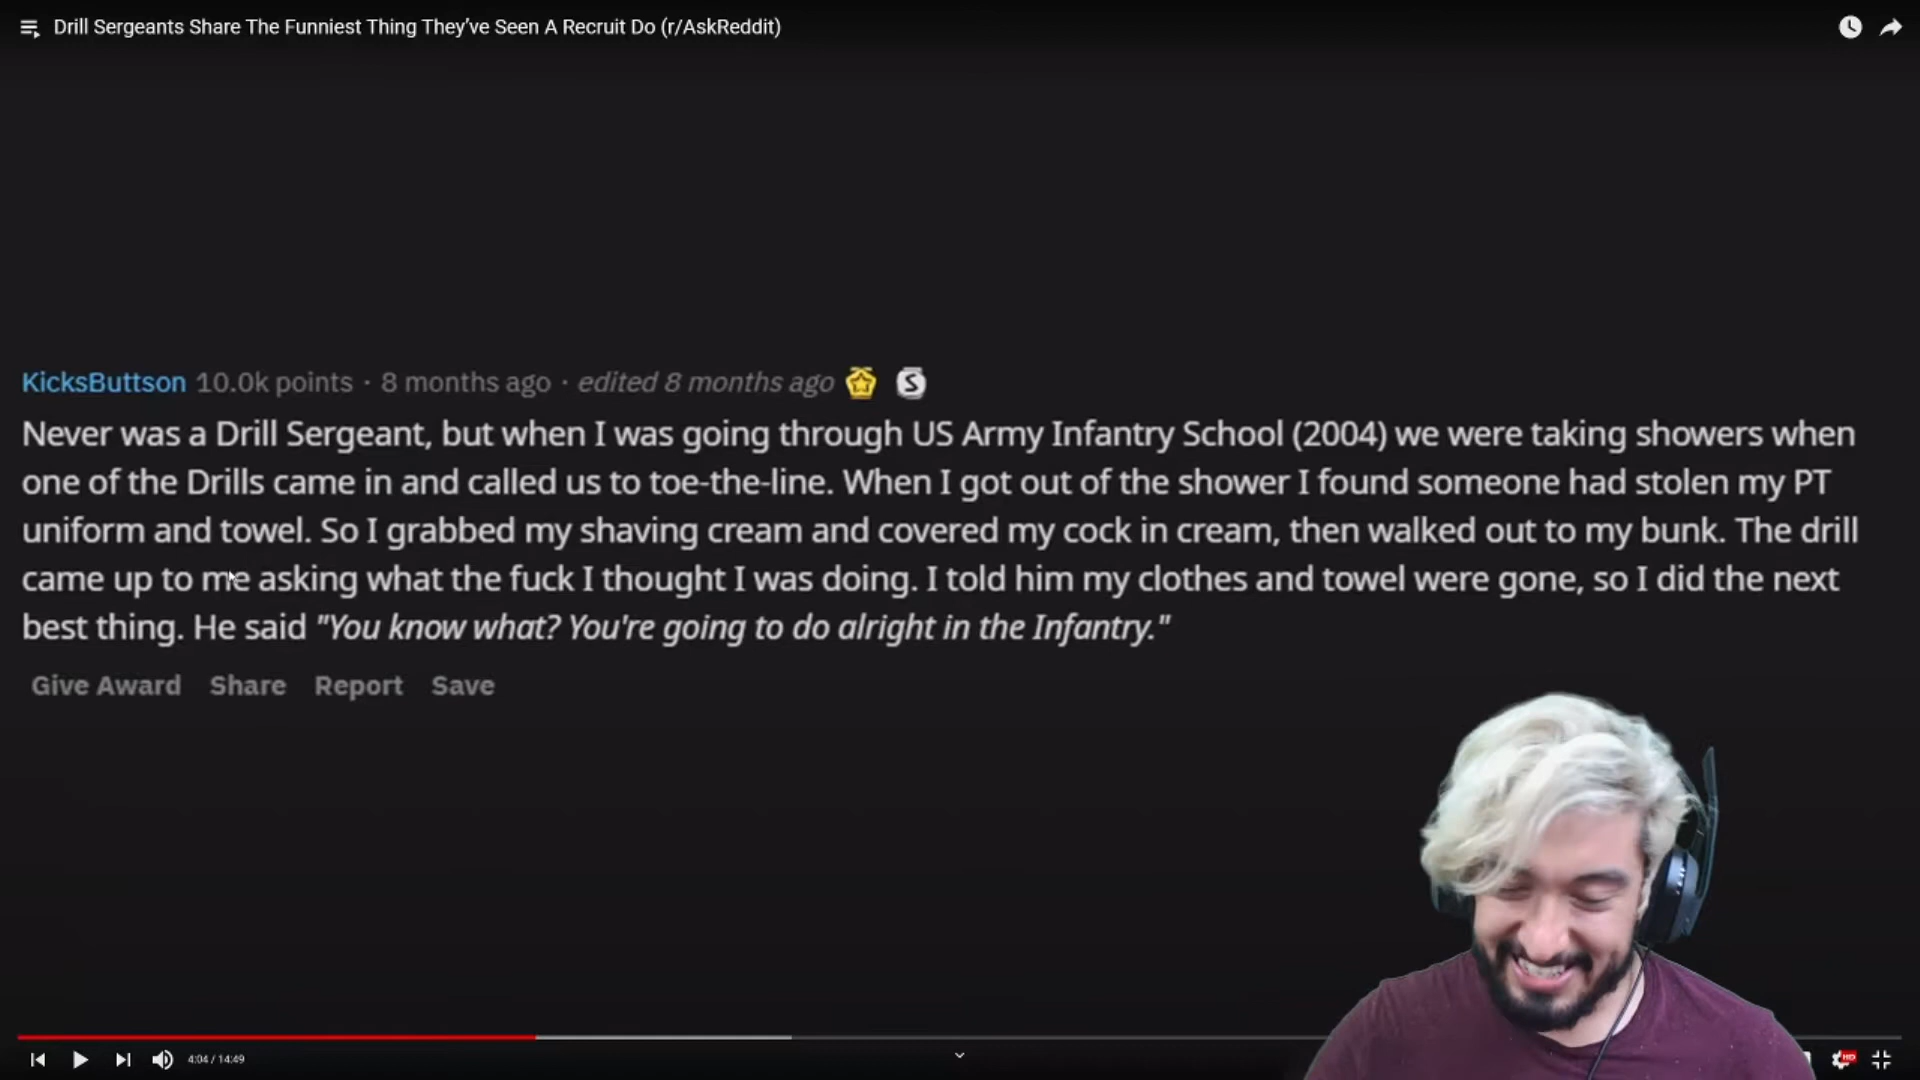 Drill Sergeants Share The Funniest Thing They’ve Seen A Recruit Do (r/AskReddit)
KicksButtson 10.0k points · 8 months ago · edited 8 months ago S
Never was a Drill Sergeant, but when I was going through US Army Infantry School (2004) we were taking showers when
one of the Drills came in and called us to toe-the-line. When I got out of the shower I found someone had stolen my PT
uniform and towel. So I grabbed my shaving cream and covered my cock in cream, then walked out to my bunk. The drill
came up to me asking what the fuck I thought I was doing. I told him my clothes and towel were gone, so I did the next
best thing. He said "You know what? You're going to do alright in the Infantry."
Give Award Share Report Save
4:04 / 14:49
HD